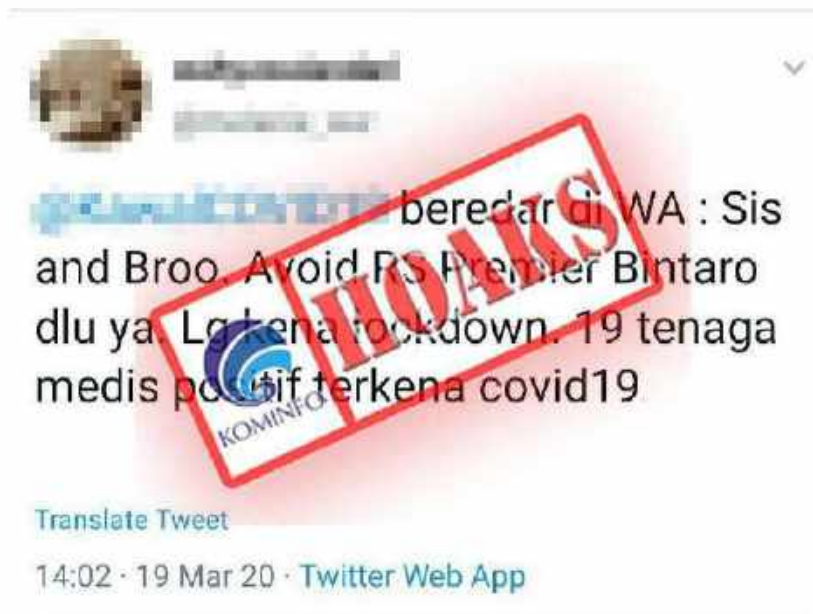 beredar di WA : Sis
and Broo. Avoid RS Premier Bintaro
dlu ya. Lg kena lockdown. 19 tenaga
medis positif terkena covid19
HOAKS
KOMINFO
Translate Tweet
14:02 · 19 Mar 20 · Twitter Web App